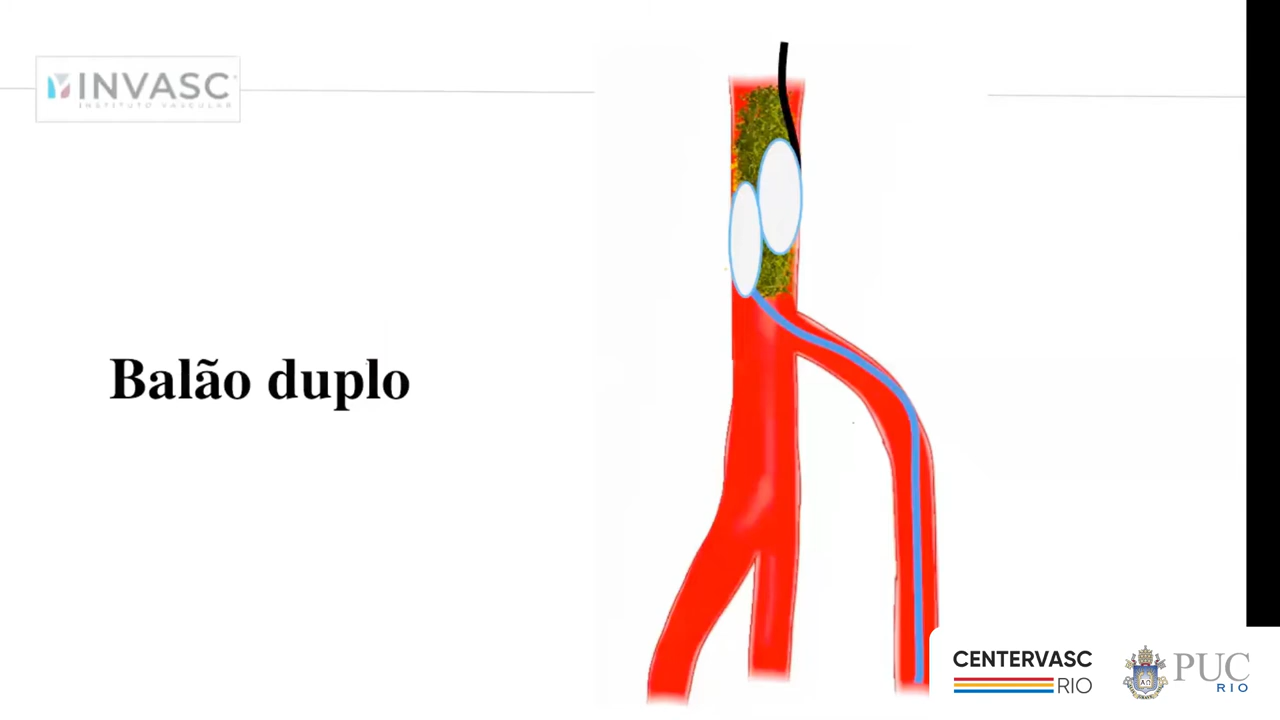 INVASC
INSTITUTO VASCULAR
Balão duplo
CENTERVASC
RIO
PUC
RIO